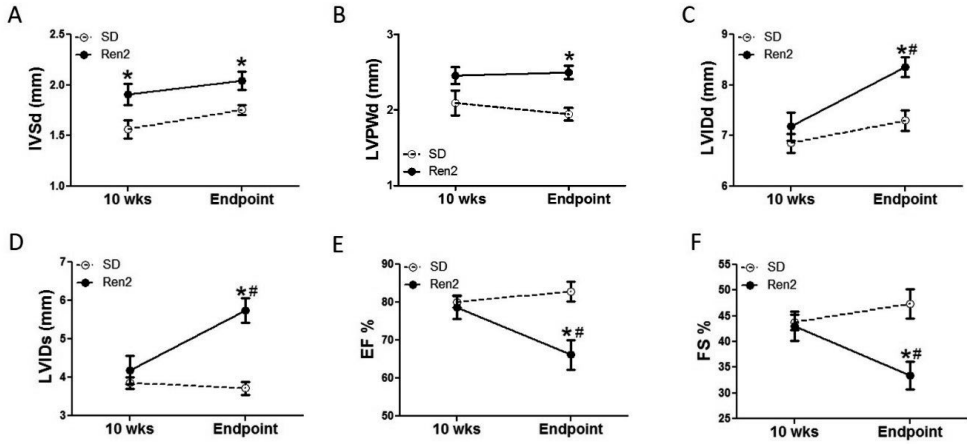 A
SD
Ren2
IVSd (mm)
2.5
2.0
1.5
1.0
*
*
10 wks
Endpoint
B
LVPWd (mm)
3
2
1
*
SD
Ren2
10 wks
Endpoint
C
SD
Ren2
LVIDd (mm)
9
8
7
6
*#
10 wks
Endpoint
D
SD
Ren2
LVIDs (mm)
7
6
5
4
3
*#
10 wks
Endpoint
E
SD
Ren2
EF %
90
80
70
60
50
*#
10 wks
Endpoint
F
SD
Ren2
FS %
55
50
45
40
35
30
25
*#
10 wks
Endpoint